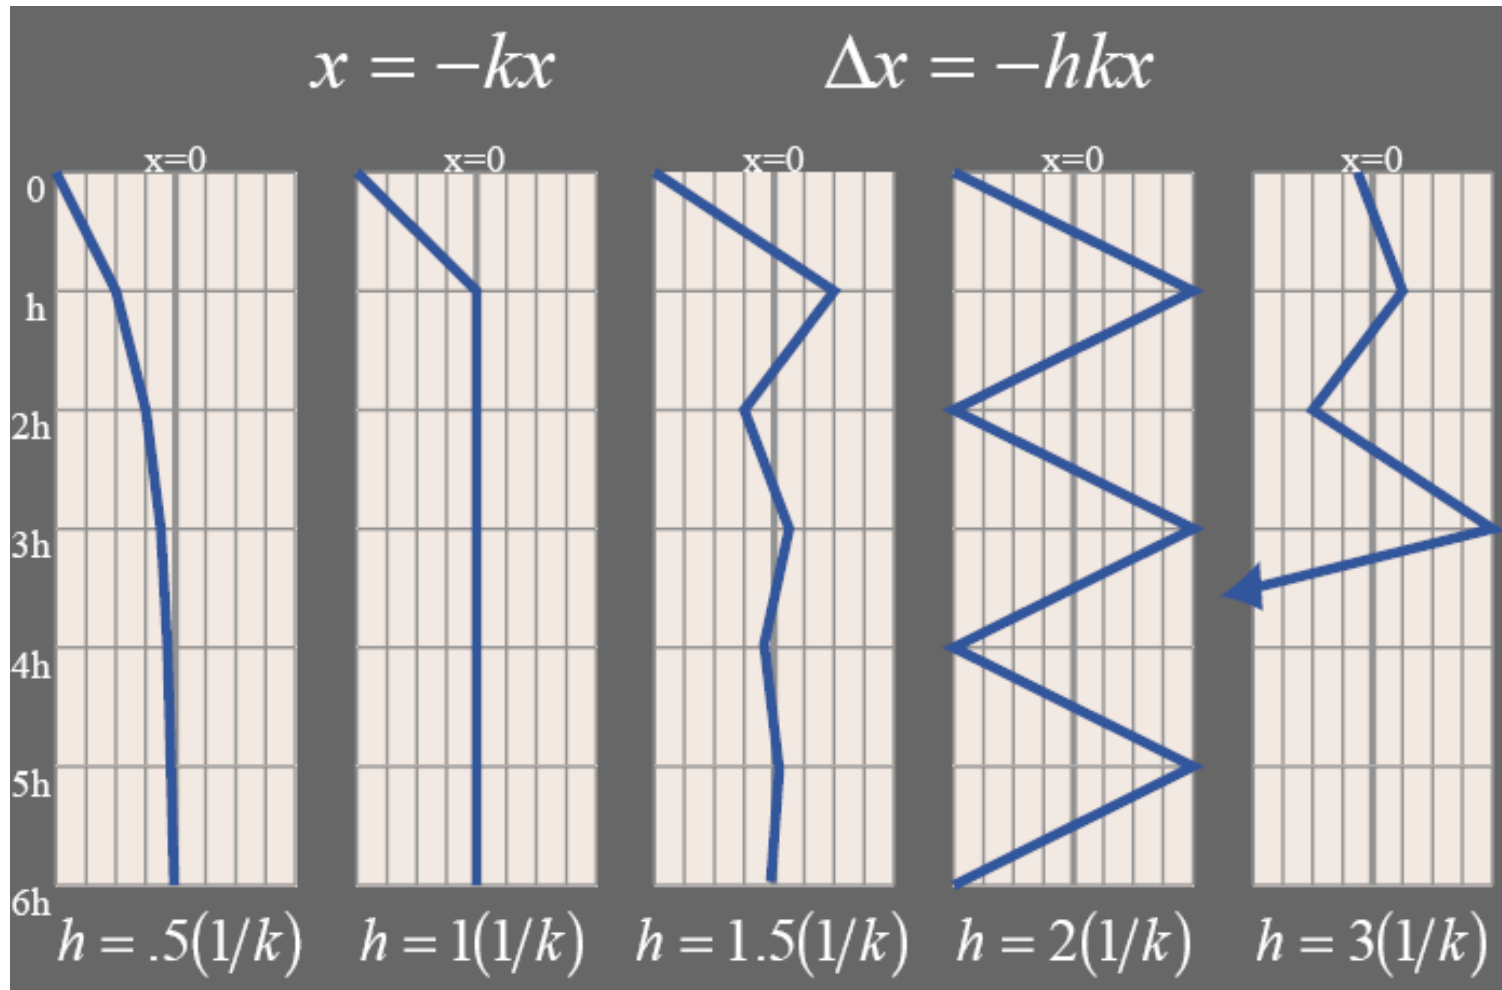 x = −kx Δx = −hkx
x=0 x=0 x=0 x=0 x=0
0
h
2h
3h
4h
5h
6h
h = .5(1/k) h = 1(1/k) h = 1.5(1/k) h = 2(1/k) h = 3(1/k)